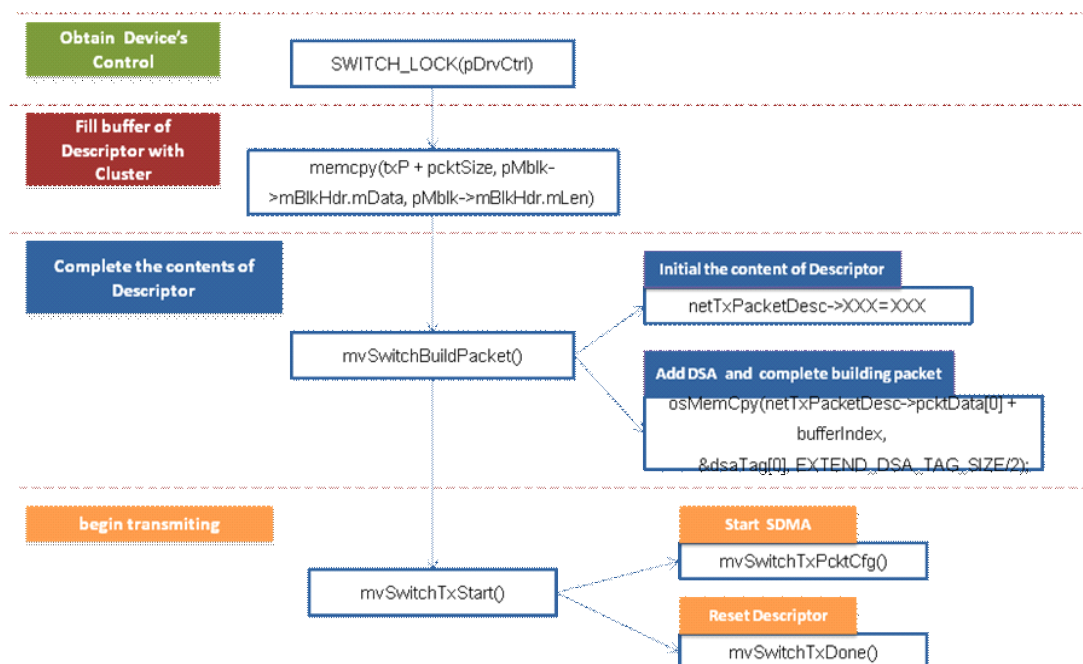 Obtain Device's
Control
SWITCH_LOCK(pDrvCtrl)
Fill buffer of
Descriptor with
Cluster
memcpy(txP + pcktSize, pMblk-
>mBlkHdr.mData, pMblk->mBlkHdr.mLen)
Complete the contents of
Descriptor
Initial the content of Descriptor
netTxPacketDesc->XXX=XXX
mvSwitchBuildPacket()
Add DSA and complete building packet
osMemCpy(netTxPacketDesc->pcktData[0] +
bufferIndex,
&dsaTag[0], EXTEND_DSA_TAG_SIZE/2);
begin transmiting
Start SDMA
mvSwitchTxPcktCfg()
mvSwitchTxStart()
Reset Descriptor
mvSwitchTxDone()